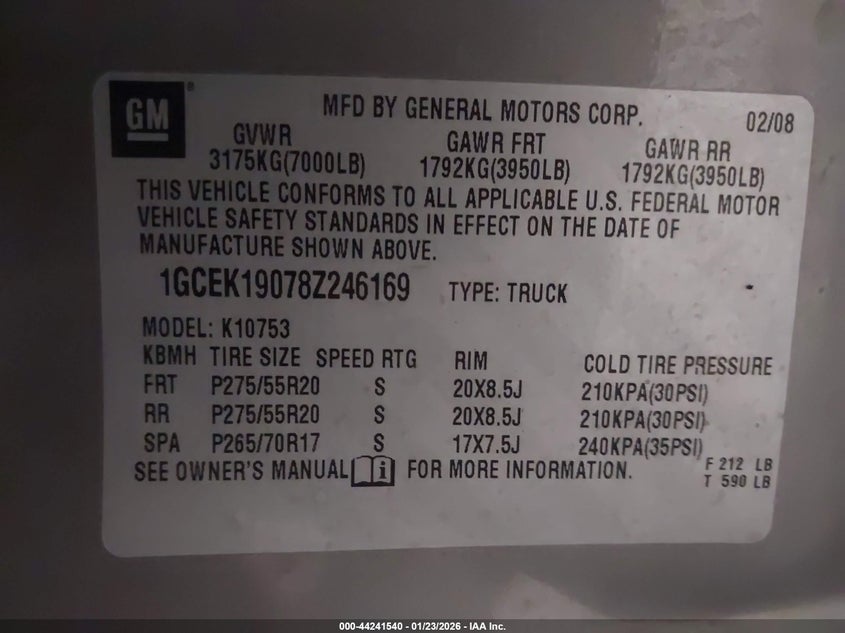 GM
®
MFD BY GENERAL MOTORS CORP. 02/08
GVWR GAWR FRT GAWR RR
3175KG(7000LB) 1792KG(3950LB) 1792KG(3950LB)
THIS VEHICLE CONFORMS TO ALL APPLICABLE U.S. FEDERAL MOTOR
VEHICLE SAFETY STANDARDS IN EFFECT ON THE DATE OF
MANUFACTURE SHOWN ABOVE.
1GCEK19078Z246169 TYPE: TRUCK
MODEL: K10753
KBMH TIRE SIZE SPEED RTG RIM COLD TIRE PRESSURE
FRT P275/55R20 S 20X8.5J 210KPA(30PSI)
RR P275/55R20 S 20X8.5J 210KPA(30PSI)
SPA P265/70R17 S 17X7.5J 240KPA(35PSI)
SEE OWNER'S MANUAL i FOR MORE INFORMATION.
F 212 LB
T 590 LB
000-44241540 - 01/23/2026 - IAA Inc.